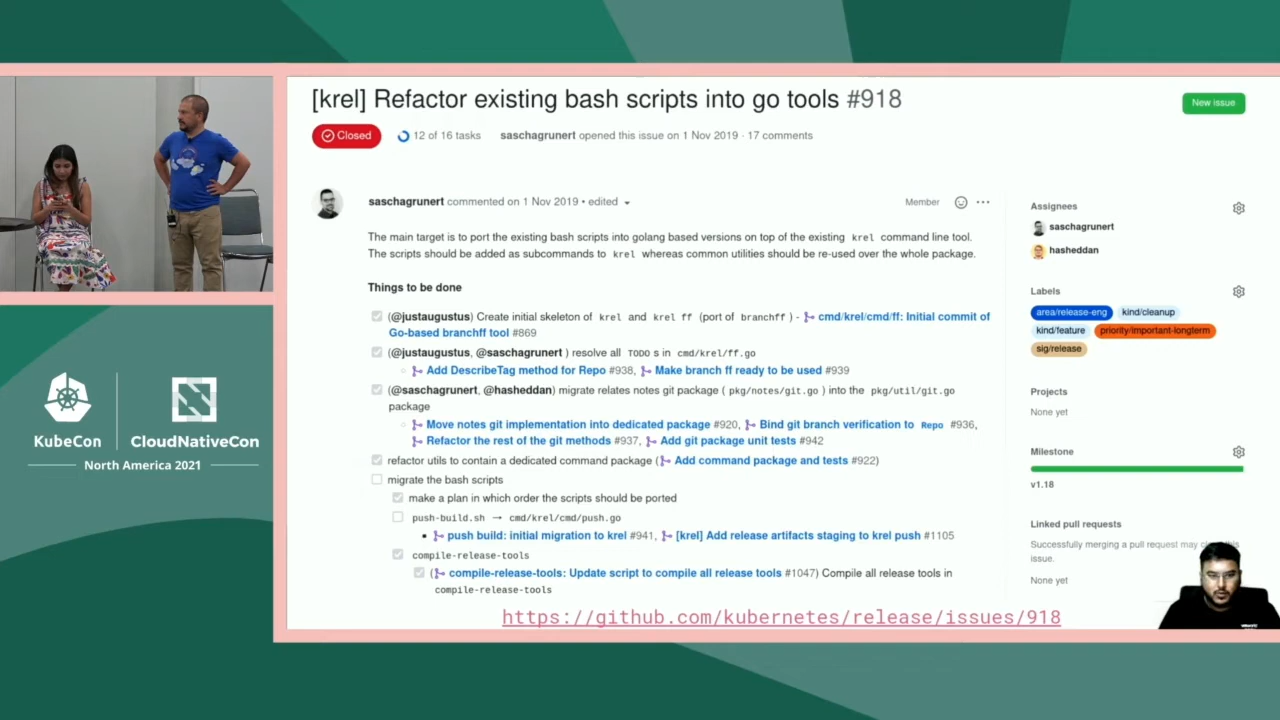 [krel] Refactor existing bash scripts into go tools #918
New issue
Closed
12 of 16 tasks
saschagrunert opened this issue on 1 Nov 2019 · 17 comments
saschagrunert commented on 1 Nov 2019 • edited
Member
The main target is to port the existing bash scripts into golang based versions on top of the existing krel command line tool.
The scripts should be added as subcommands to krel whereas common utilities should be re-used over the whole package.
Things to be done
(@justaugustus) Create initial skeleton of krel and krel ff (port of branchff ) - cmd/krel/cmd/ff: Initial commit of
Go-based branchff tool #869
(@justaugustus, @saschagrunert ) resolve all TODO s in cmd/krel/ff.go
Add DescribeTag method for Repo #938, Make branch ff ready to be used #939
(@saschagrunert, @hasheddan) migrate relates notes git package ( pkg/notes/git.go ) into the pkg/util/git.go
package
Move notes git implementation into dedicated package #920, Bind git branch verification to Repo #936,
Refactor the rest of the git methods #937, Add git package unit tests #942
refactor utils to contain a dedicated command package ( Add command package and tests #922)
migrate the bash scripts
make a plan in which order the scripts should be ported
push-build.sh → cmd/krel/cmd/push.go
push build: initial migration to krel #941, [krel] Add release artifacts staging to krel push #1105
compile-release-tools
( compile-release-tools: Update script to compile all release tools #1047) Compile all release tools in
compile-release-tools
Assignees
saschagrunert
hasheddan
Labels
area/release-eng kind/cleanup
kind/feature priority/important-longterm
sig/release
Projects
None yet
Milestone
v1.18
Linked pull requests
Successfully merging a pull request may this
issue.
None yet
https://github.com/kubernetes/release/issues/918
KubeCon
CloudNativeCon
North America 2021